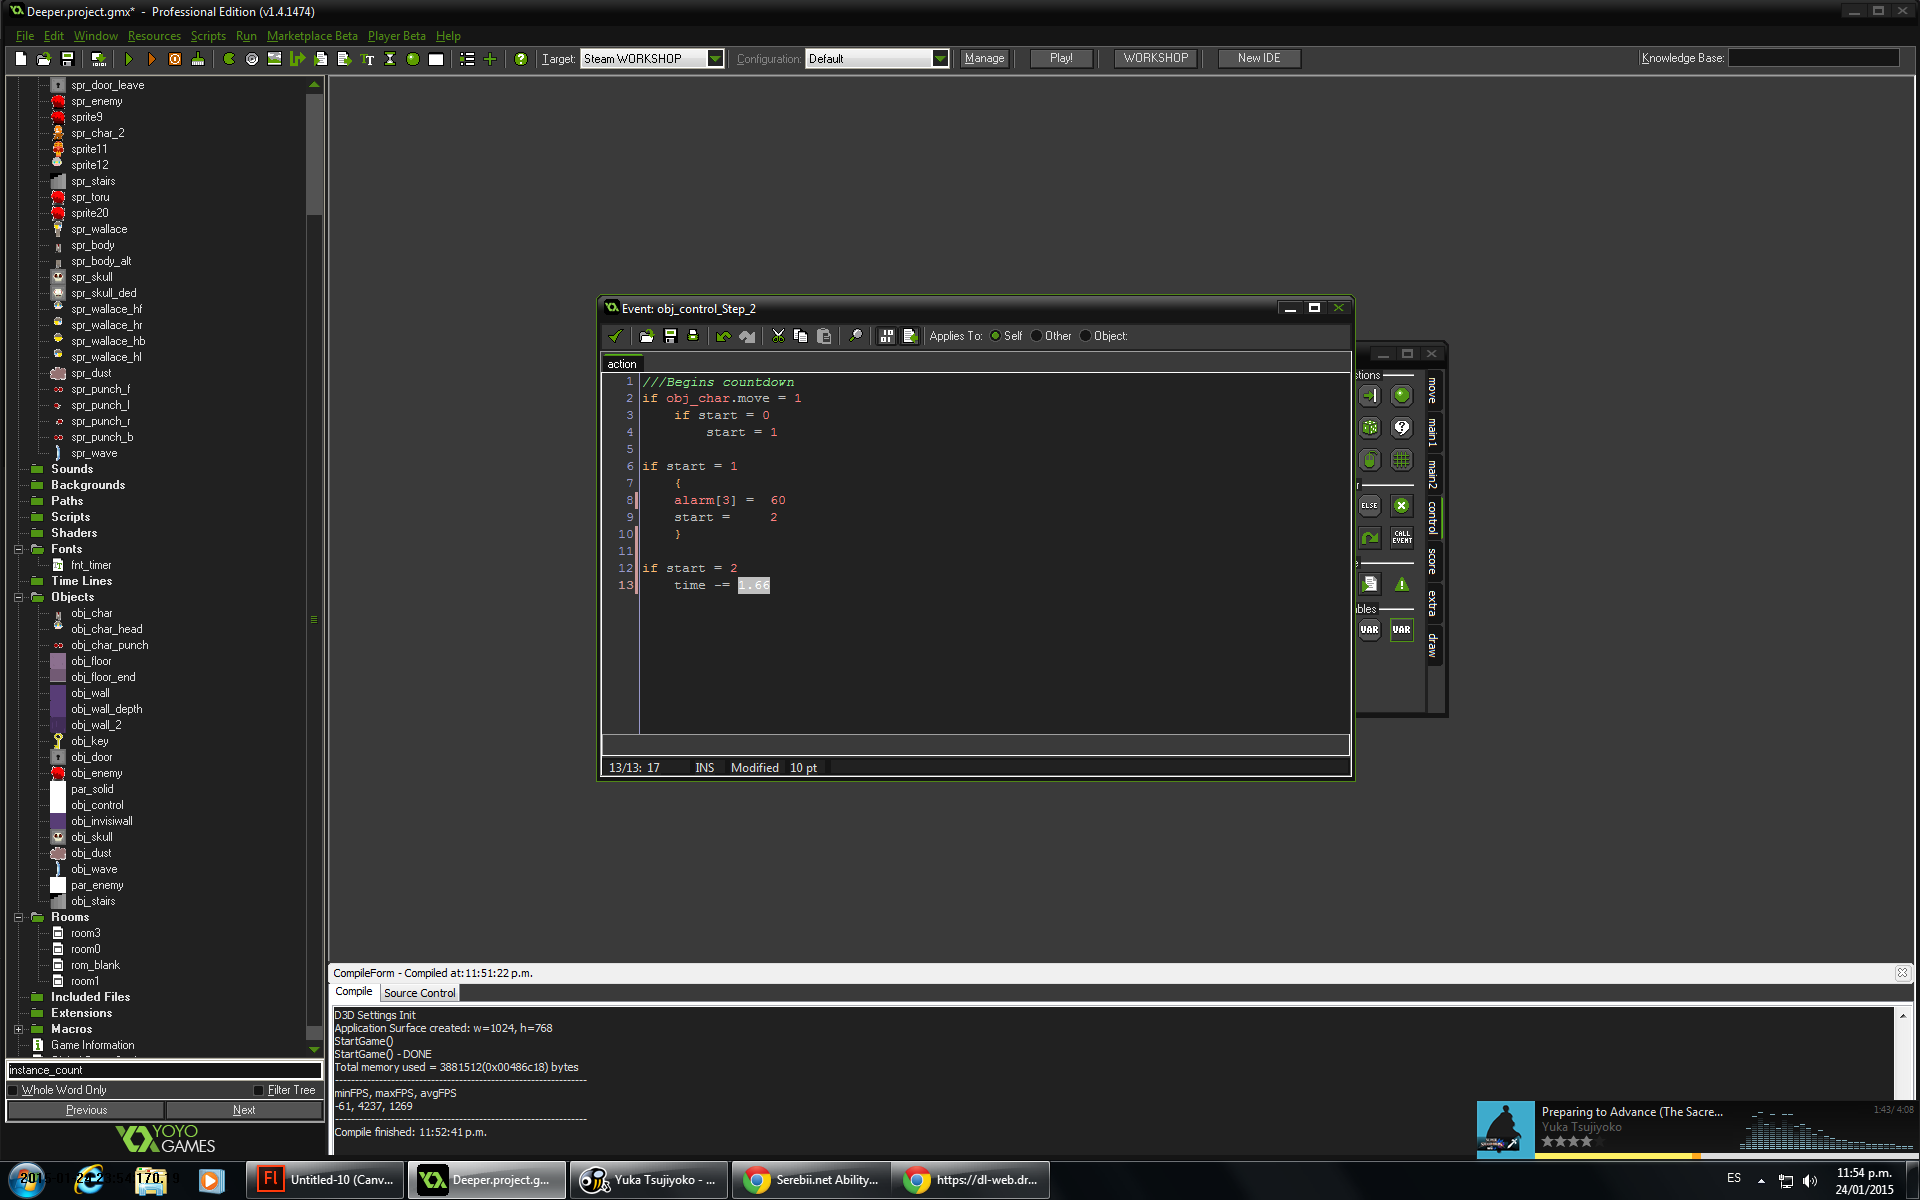 Deeper.project.gmx* - Professional Edition (v1.4.1474)
File Edit Window Resources Scripts Run Marketplace Beta Player Beta Help
Target: Steam WORKSHOP Configuration: Default Manage Play! WORKSHOP New IDE Knowledge Base:
spr_door_leave
spr_enemy
sprite9
spr_char_2
sprite11
sprite12
spr_stairs
spr_toru
sprite20
spr_wallace
spr_body
spr_body_alt
spr_skull
spr_skull_ded
spr_wallace_hf
spr_wallace_hr
spr_wallace_hb
spr_wallace_hl
spr_dust
spr_punch_f
spr_punch_l
spr_punch_r
spr_punch_b
spr_wave
Sounds
Backgrounds
Paths
Scripts
Shaders
Fonts
fnt_timer
Time Lines
Objects
obj_char
obj_char_head
obj_char_punch
obj_floor
obj_floor_end
obj_wall
obj_wall_depth
obj_wall_2
obj_key
obj_door
obj_enemy
par_solid
obj_control
obj_invisiwall
obj_skull
obj_dust
obj_wave
par_enemy
obj_stairs
Rooms
room3
room0
rom_blank
room1
Included Files
Extensions
Macros
Game Information
instance_count
Whole Word Only Filter Tree
Previous Next
YOYO
GAMES
Event: obj_control_Step_2
Applies To: Self Other Object:
action
1 ///Begins countdown
2 if obj_char.move = 1
3 if start = 0
4 start = 1
5
6 if start = 1
7 {
8 alarm[3] = 60
9 start = 2
10 }
11
12 if start = 2
13 time -= 1.66
13/13: 17 INS Modified 10 pt
move
main1
main2
control
score
extra
draw
ELSE
CALL
EVENT
VAR VAR
CompileForm - Compiled at: 11:51:22 p.m.
Compile Source Control
D3D Settings Init
Application Surface created: w=1024, h=768
StartGame()
StartGame() - DONE
Total memory used = 3881512(0x00486c18) bytes
minFPS, maxFPS, avgFPS
-61, 4237, 1269
Compile finished: 11:52:41 p.m.
Preparing to Advance (The Sacre... 1:43/ 4:08
Yuka Tsujiyoko
Untitled-10 (Canv... Deeper.project.g... Yuka Tsujiyoko - ... Serebii.net Ability... https://dl-web.dr... ES 11:54 p.m.
24/01/2015